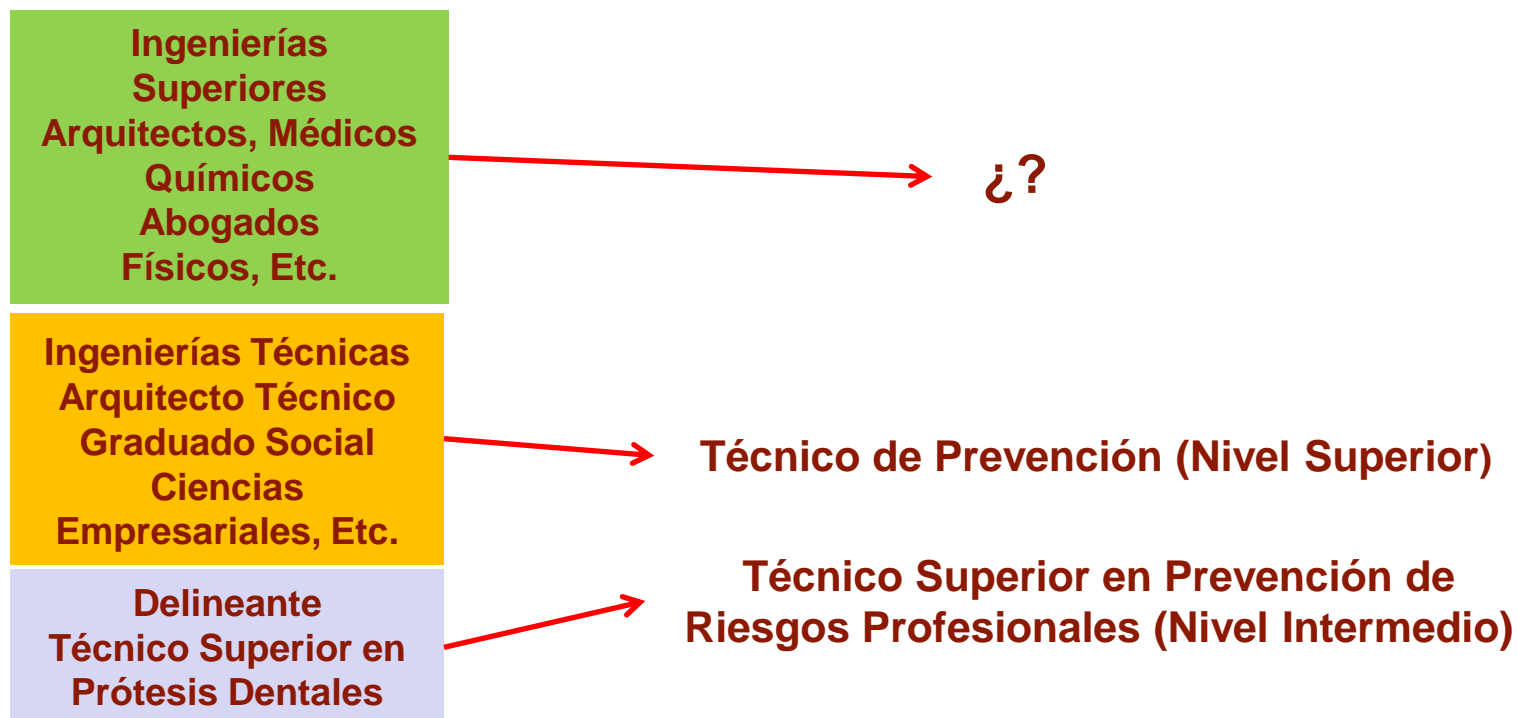 Ingenierías
Superiores
Arquitectos, Médicos
Químicos
Abogados
Físicos, Etc.
¿?
Ingenierías Técnicas
Arquitecto Técnico
Graduado Social
Ciencias
Empresariales, Etc.
Técnico de Prevención (Nivel Superior)
Delineante
Técnico Superior en
Prótesis Dentales
Técnico Superior en Prevención de
Riesgos Profesionales (Nivel Intermedio)